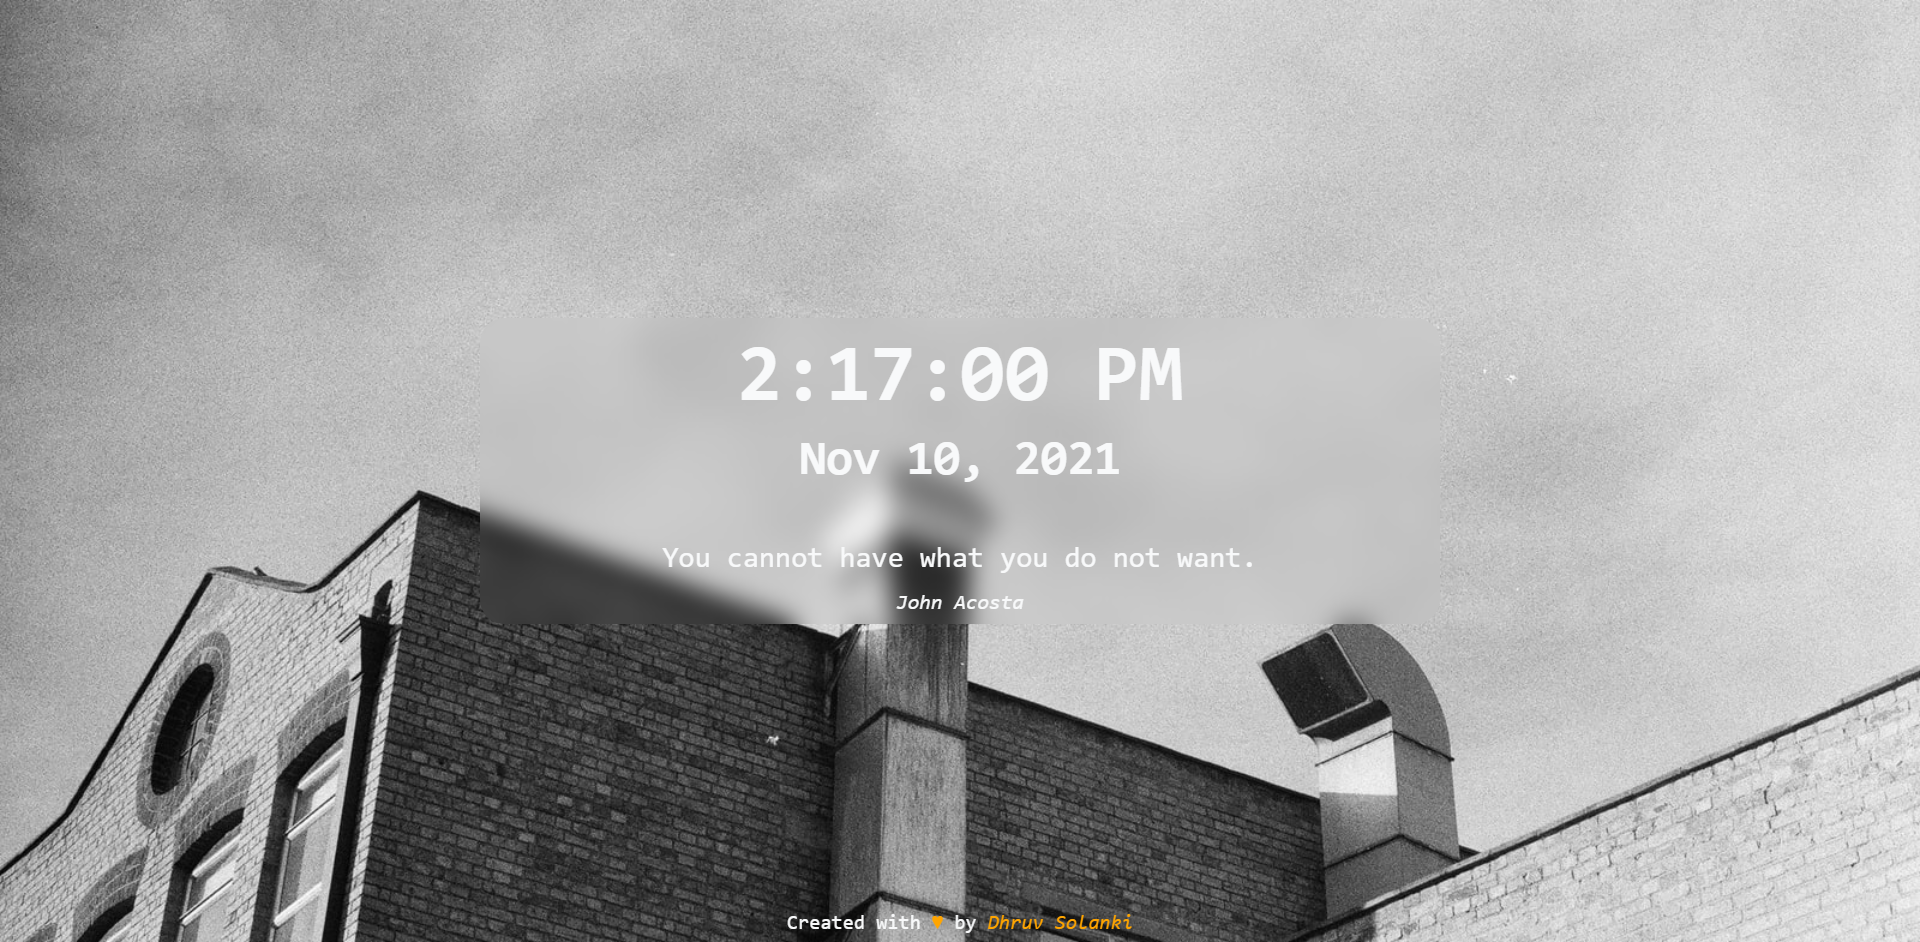 2:17:00 PM
Nov 10, 2021
You cannot have what you do not want.
John Acosta
Created with ♥ by Dhruv Solanki